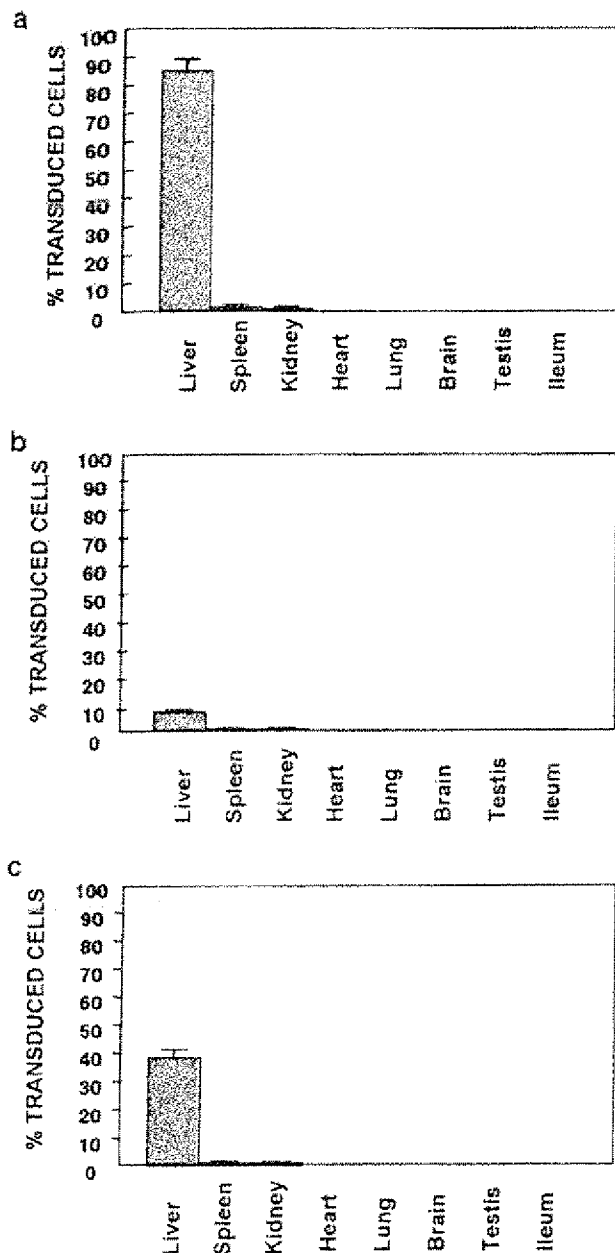 a
% TRANSDUCED CELLS
100
90
80
70
60
50
40
30
20
10
0
Liver
Spleen
Kidney
Heart
Lung
Brain
Testis
Ileum
b
% TRANSDUCED CELLS
100
90
80
70
60
50
40
30
20
10
0
Liver
Spleen
Kidney
Heart
Lung
Brain
Testis
Ileum
c
% TRANSDUCED CELLS
100
90
80
70
60
50
40
30
20
10
0
Liver
Spleen
Kidney
Heart
Lung
Brain
Testis
Ileum